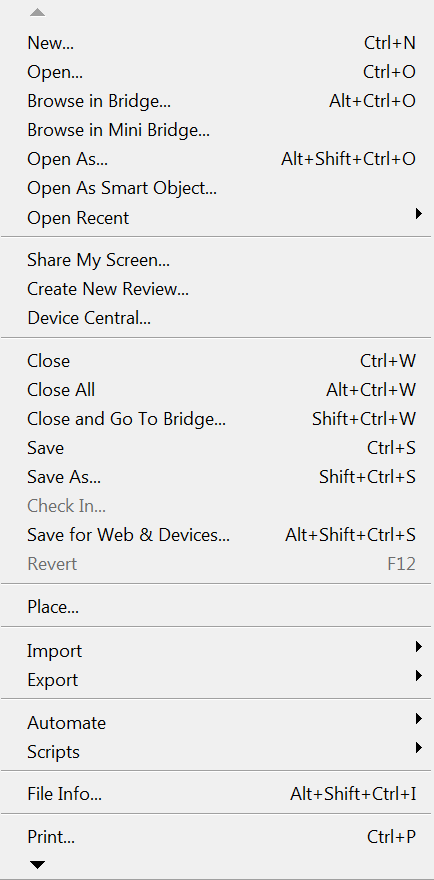 New... Ctrl+N
Open... Ctrl+O
Browse in Bridge... Alt+Ctrl+O
Browse in Mini Bridge...
Open As... Alt+Shift+Ctrl+O
Open As Smart Object...
Open Recent
Share My Screen...
Create New Review...
Device Central...
Close Ctrl+W
Close All Alt+Ctrl+W
Close and Go To Bridge... Shift+Ctrl+W
Save Ctrl+S
Save As... Shift+Ctrl+S
Check In...
Save for Web & Devices... Alt+Shift+Ctrl+S
Revert F12
Place...
Import
Export
Automate
Scripts
File Info... Alt+Shift+Ctrl+I
Print... Ctrl+P